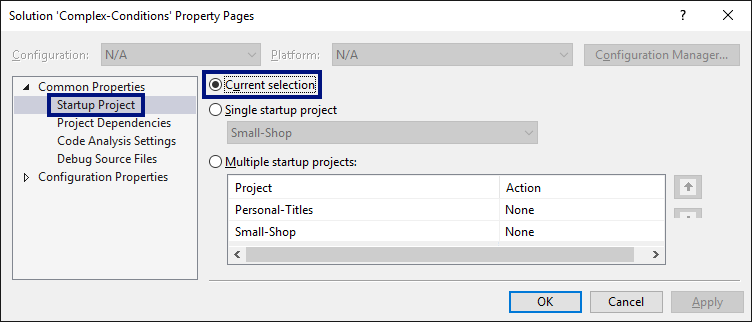 Solution 'Complex-Conditions' Property Pages
? ×
Configuration: N/A Platform: N/A Configuration Manager...
Common Properties
Startup Project
Project Dependencies
Code Analysis Settings
Debug Source Files
Configuration Properties
Current selection
Single startup project
Small-Shop
Multiple startup projects:
Project Action
Personal-Titles None
Small-Shop None
OK Cancel Apply